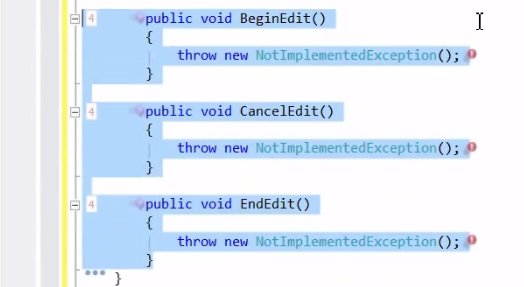 4 public void BeginEdit()
{
throw new NotImplementedException();
}
4 public void CancelEdit()
{
throw new NotImplementedException();
}
4 public void EndEdit()
{
throw new NotImplementedException();
}
}